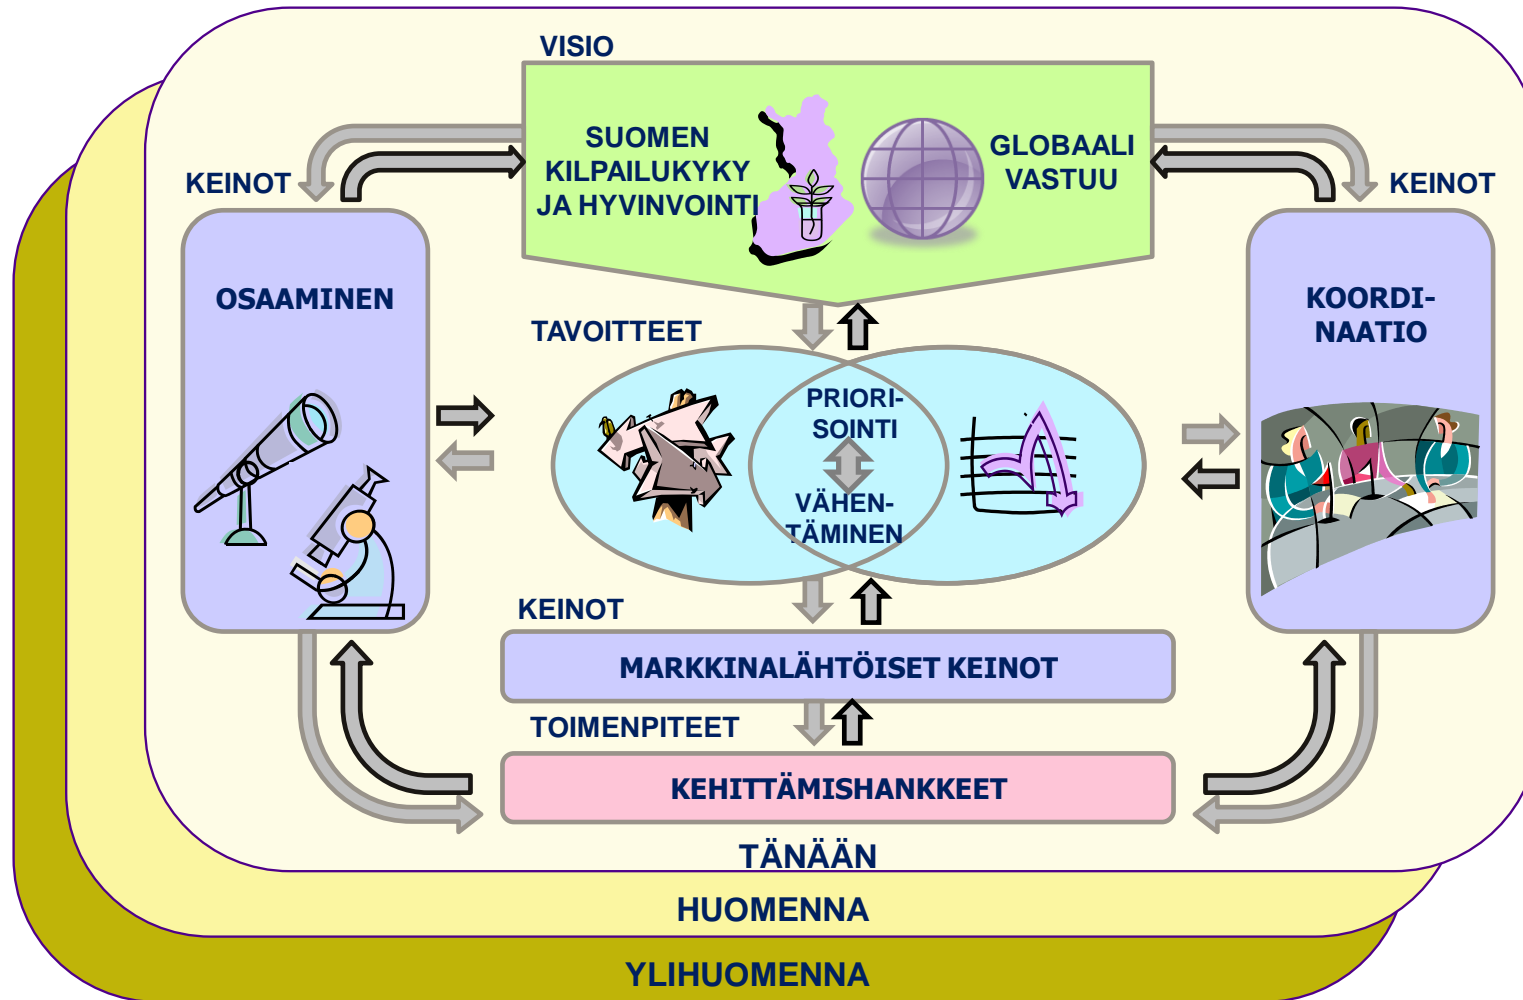 VISIO
SUOMEN
KILPAILUKYKY
JA HYVINVOINTI
GLOBAALI
VASTUU
KEINOT
KEINOT
OSAAMINEN
KOORDI-
NAATIO
TAVOITTEET
PRIORI-
SOINTI
VÄHEN-
TÄMINEN
KEINOT
MARKKINALÄHTÖISET KEINOT
TOIMENPITEET
KEHITTÄMISHANKKEET
TÄNÄÄN
HUOMENNA
YLIHUOMENNA